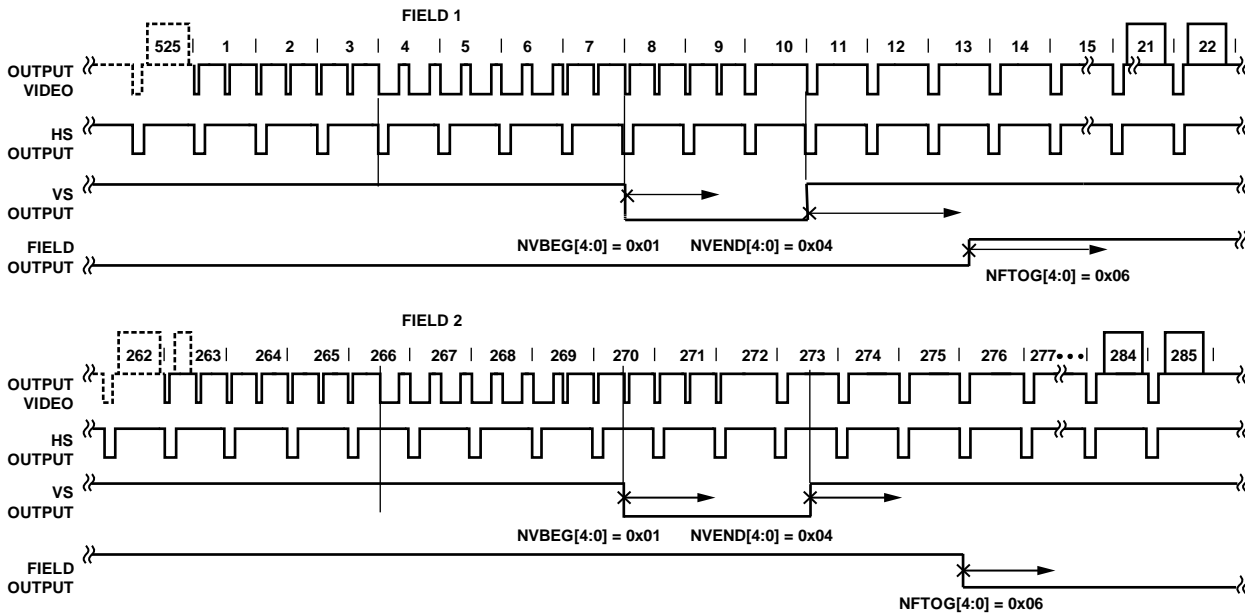 FIELD 1
525 1 2 3 4 5 6 7 8 9 10 11 12 13 14 15 21 22
OUTPUT
VIDEO
HS
OUTPUT
VS
OUTPUT
NVBEG[4:0] = 0x01 NVEND[4:0] = 0x04
FIELD
OUTPUT
NFTOG[4:0] = 0x06
FIELD 2
262 263 264 265 266 267 268 269 270 271 272 273 274 275 276 277 284 285
OUTPUT
VIDEO
HS
OUTPUT
VS
OUTPUT
NVBEG[4:0] = 0x01 NVEND[4:0] = 0x04
FIELD
OUTPUT
NFTOG[4:0] = 0x06